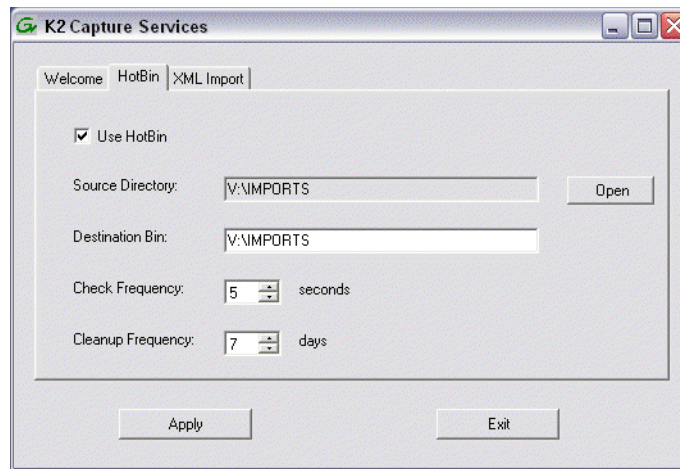 K2 Capture Services
Welcome HotBin XML Import
Use HotBin
Source Directory: V:\IMPORTS Open
Destination Bin: V:\IMPORTS
Check Frequency: 5 seconds
Cleanup Frequency: 7 days
Apply Exit